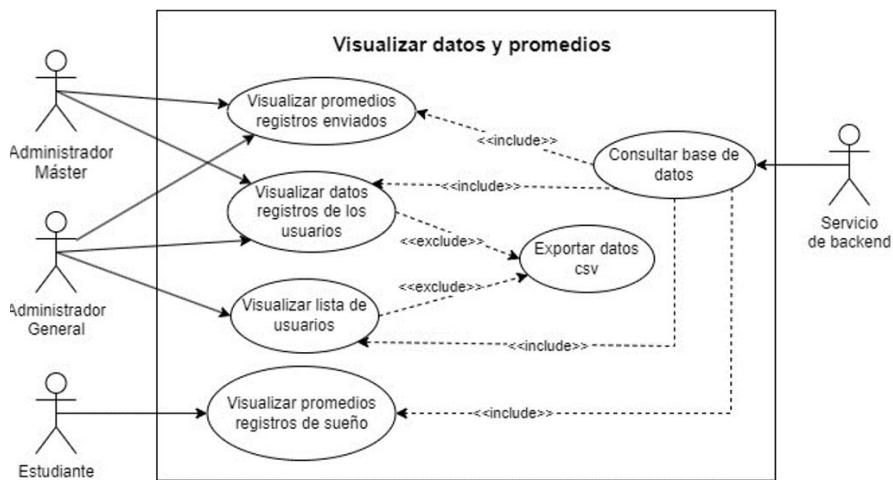 Visualizar datos y promedios
Administrador
Máster
Visualizar promedios
registros enviados
<<include>>
Consultar base de
datos
Servicio
de backend
Visualizar datos
registros de los
usuarios
<<include>>
<<exclude>>
Exportar datos
csv
<<exclude>>
Administrador
General
Visualizar lista de
usuarios
<<include>>
Visualizar promedios
registros de sueño
<<include>>
Estudiante